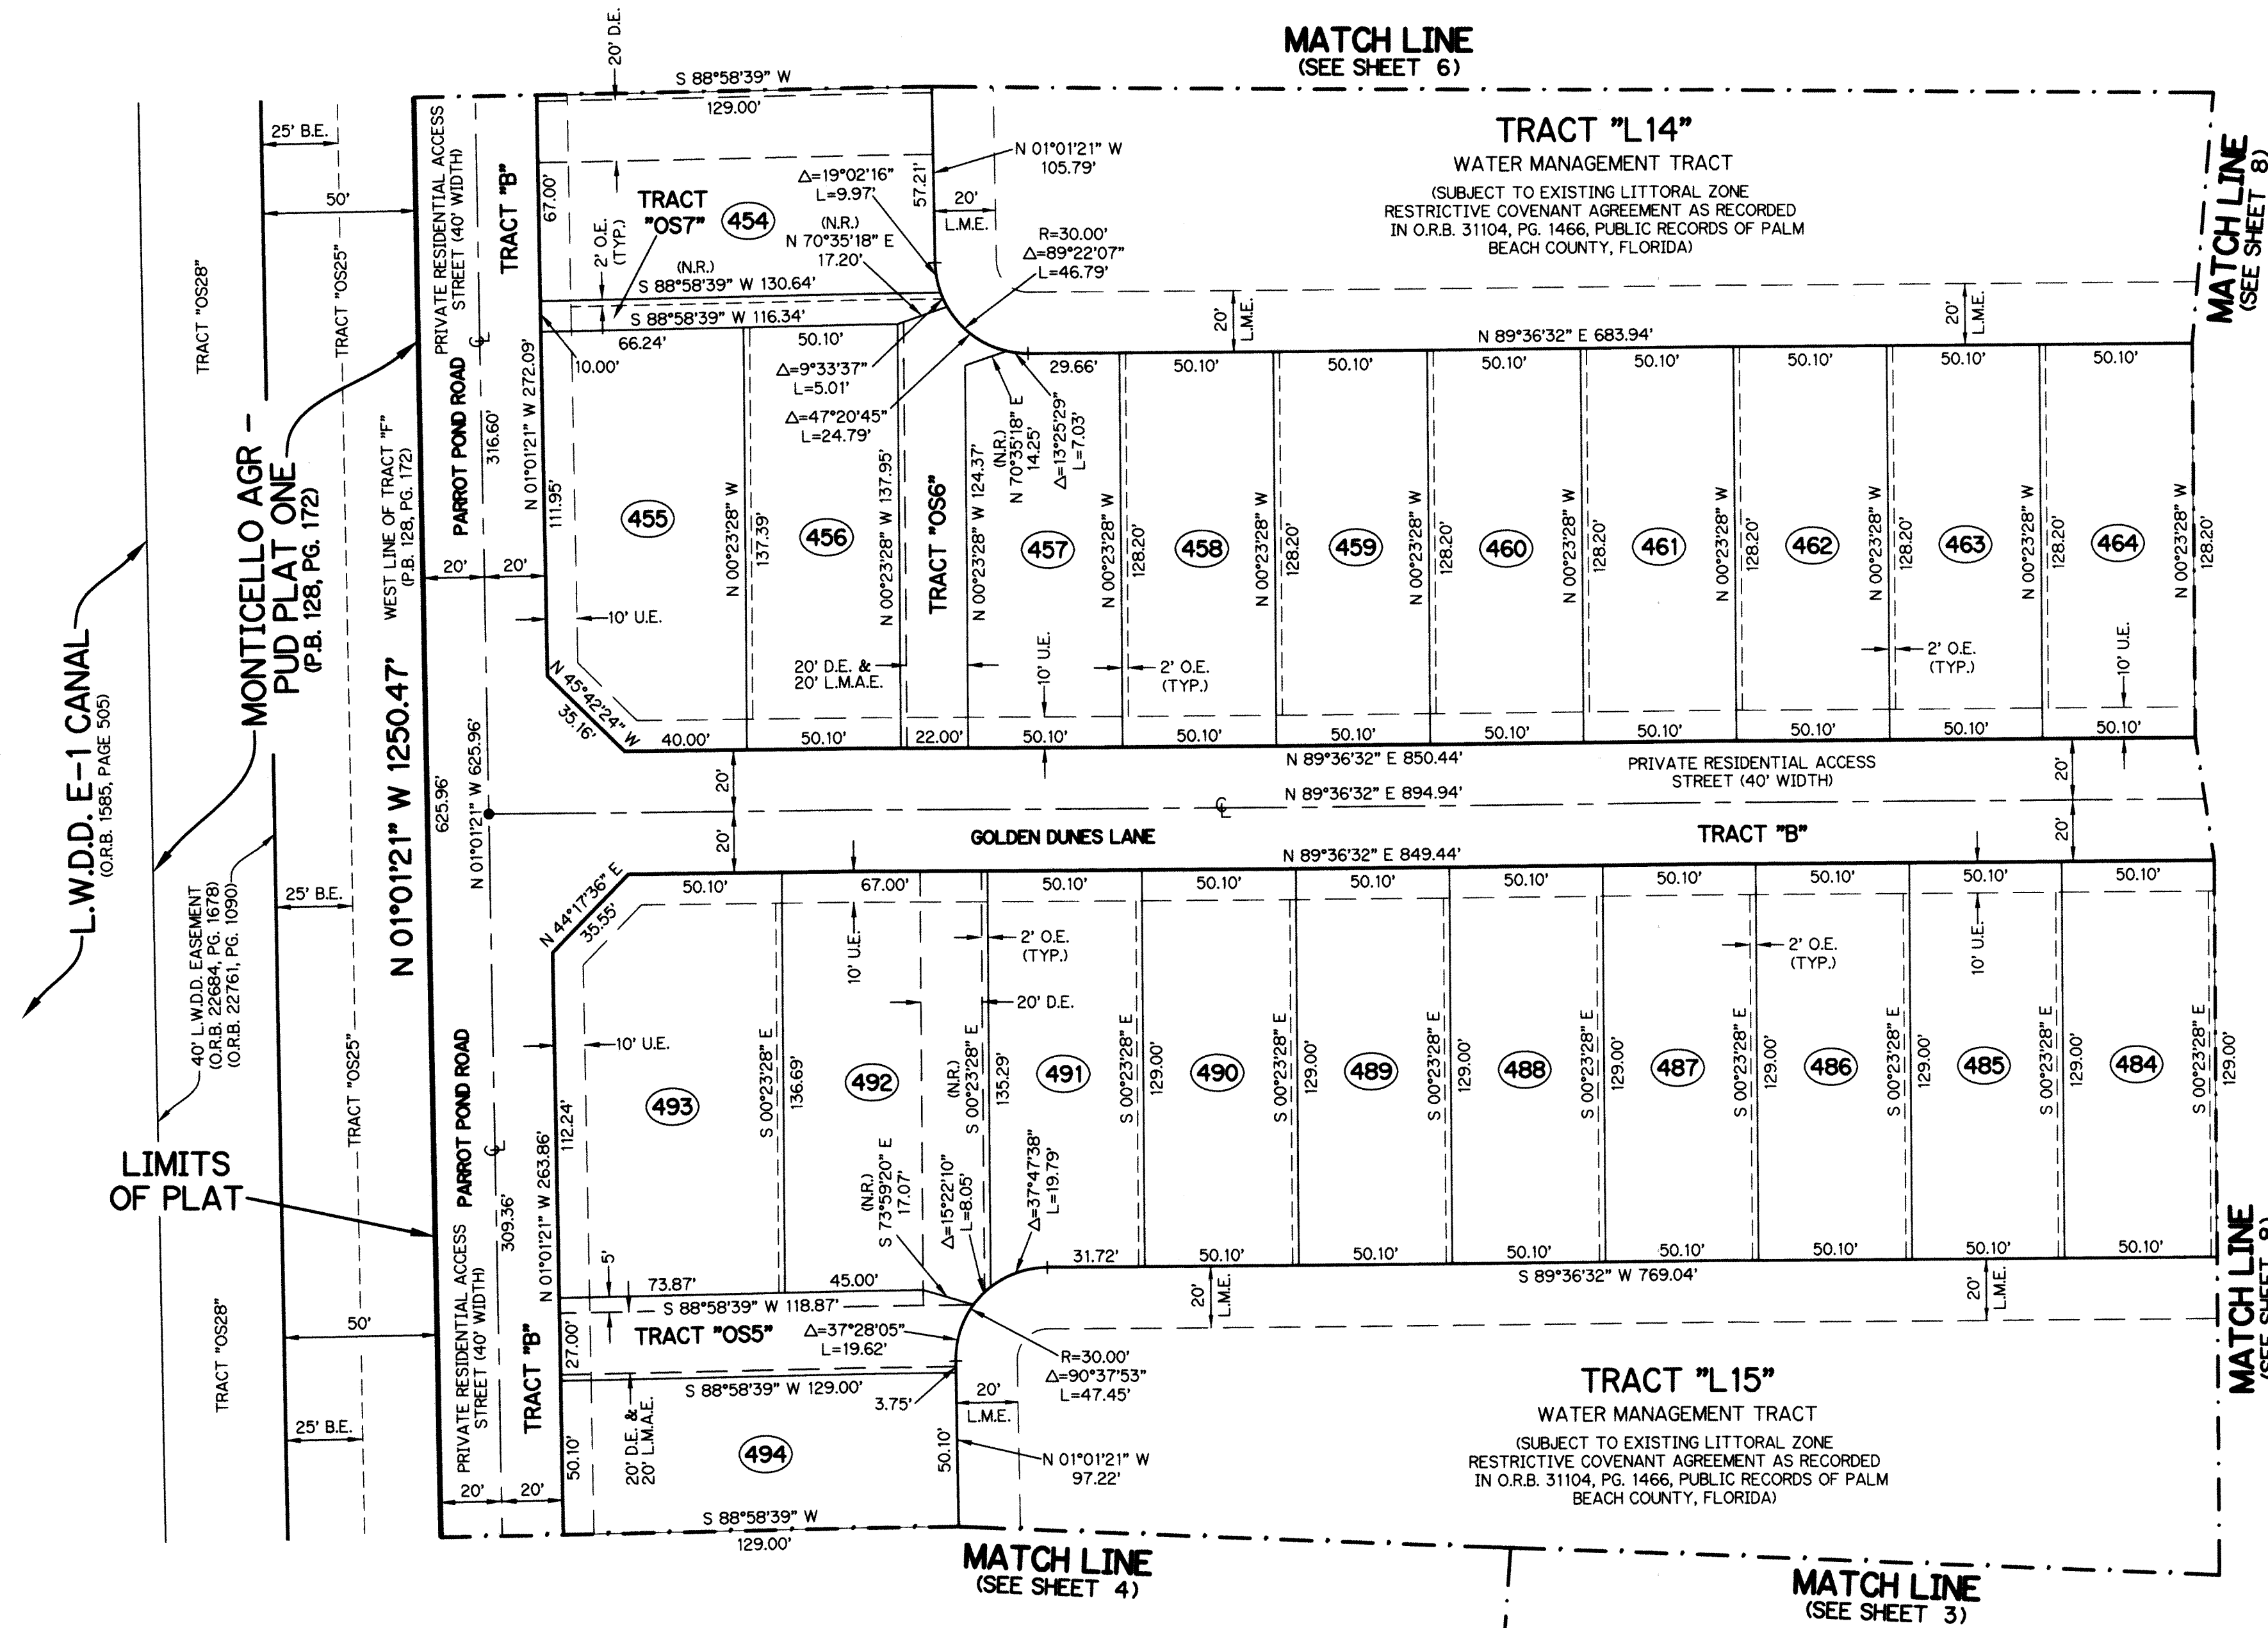 MATCH LINE
(SEE SHEET 6)
20' D.E.
S 88°58'39" W
129.00'
25' B.E.
50'
TRACT "OS28"
TRACT "OS25"
PRIVATE RESIDENTIAL ACCESS
STREET (40' WIDTH)
TRACT "B"
67.00'
2' O.E.
(TYP.)
TRACT
"OS7"
454
Δ=19°02'16"
L=9.97'
(N.R.)
N 70°35'18" E
17.20'
57.21'
20'
L.M.E.
N 01°01'21" W
105.79'
R=30.00'
Δ=89°22'07"
L=46.79'
TRACT "L14"
WATER MANAGEMENT TRACT
(SUBJECT TO EXISTING LITTORAL ZONE
RESTRICTIVE COVENANT AGREEMENT AS RECORDED
IN O.R.B. 31104, PG. 1466, PUBLIC RECORDS OF PALM
BEACH COUNTY, FLORIDA)
MATCH LINE
(SEE SHEET 8)
(N.R.)
S 88°58'39" W 130.64'
S 88°58'39" W 116.34'
66.24'
50.10'
10.00'
Δ=9°33'37"
L=5.01'
Δ=47°20'45"
L=24.79'
20'
L.M.E.
N 89°36'32" E 683.94'
20'
L.M.E.
29.66'
50.10'
50.10'
50.10'
50.10'
50.10'
50.10'
50.10'
(N.R.)
N 70°35'18" E
14.25'
Δ=13°25'29"
L=7.03'
L.W.D.D. E-1 CANAL
(O.R.B. 1585, PAGE 505)
MONTICELLO AGR -
PUD PLAT ONE
(P.B. 128, PG. 172)
WEST LINE OF TRACT "F"
(P.B. 128, PG. 172)
N 01°01'21" W 1250.47'
PARROT POND ROAD
℄
316.60'
N 01°01'21" W 272.09'
111.95'
20'
20'
10' U.E.
455
N 00°23'28" W
137.39'
456
N 00°23'28" W 137.95'
TRACT "OS6"
N 00°23'28" W 124.37'
457
N 00°23'28" W
128.20'
458
N 00°23'28" W
128.20'
459
N 00°23'28" W
128.20'
460
N 00°23'28" W
128.20'
461
N 00°23'28" W
128.20'
462
N 00°23'28" W
128.20'
463
N 00°23'28" W
128.20'
464
N 00°23'28" W
128.20'
20' D.E. &
20' L.M.A.E.
10' U.E.
2' O.E.
(TYP.)
2' O.E.
(TYP.)
10' U.E.
N 45°42'24" W
35.16'
40.00'
50.10'
22.00'
50.10'
50.10'
50.10'
50.10'
50.10'
50.10'
50.10'
50.10'
N 89°36'32" E 850.44'
PRIVATE RESIDENTIAL ACCESS
STREET (40' WIDTH)
20'
20'
625.96'
N 01°01'21" W 625.96'
N 89°36'32" E 894.94'
℄
20'
20'
GOLDEN DUNES LANE
TRACT "B"
N 89°36'32" E 849.44'
40' L.W.D.D. EASEMENT
(O.R.B. 22684, PG. 1678)
(O.R.B. 22761, PG. 1090)
25' B.E.
N 44°17'36" E
35.55'
50.10'
67.00'
50.10'
50.10'
50.10'
50.10'
50.10'
50.10'
50.10'
50.10'
10' U.E.
2' O.E.
(TYP.)
20' D.E.
2' O.E.
(TYP.)
10' U.E.
10' U.E.
TRACT "OS25"
LIMITS
OF PLAT
PARROT POND ROAD
℄
309.36'
N 01°01'21" W 263.86'
112.24'
493
S 00°23'28" E
136.69'
492
(N.R.)
S 00°23'28" E
135.29'
491
S 00°23'28" E
129.00'
490
S 00°23'28" E
129.00'
489
S 00°23'28" E
129.00'
488
S 00°23'28" E
129.00'
487
S 00°23'28" E
129.00'
486
S 00°23'28" E
129.00'
485
S 00°23'28" E
129.00'
484
S 00°23'28" E
129.00'
(N.R.)
S 73°59'20" E
17.07'
Δ=15°22'10"
L=8.05'
Δ=37°47'38"
L=19.79'
31.72'
50.10'
50.10'
50.10'
50.10'
50.10'
50.10'
50.10'
S 89°36'32" W 769.04'
20'
L.M.E.
20'
L.M.E.
5'
73.87'
45.00'
S 88°58'39" W 118.87'
TRACT "OS5"
27.00'
Δ=37°28'05"
L=19.62'
R=30.00'
Δ=90°37'53"
L=47.45'
S 88°58'39" W 129.00'
3.75'
20'
L.M.E.
TRACT "OS28"
50'
25' B.E.
PRIVATE RESIDENTIAL ACCESS
STREET (40' WIDTH)
TRACT "B"
20'
20'
50.10'
20' D.E. &
20' L.M.A.E.
494
50.10'
N 01°01'21" W
97.22'
S 88°58'39" W
129.00'
TRACT "L15"
WATER MANAGEMENT TRACT
(SUBJECT TO EXISTING LITTORAL ZONE
RESTRICTIVE COVENANT AGREEMENT AS RECORDED
IN O.R.B. 31104, PG. 1466, PUBLIC RECORDS OF PALM
BEACH COUNTY, FLORIDA)
MATCH LINE
(SEE SHEET 8)
MATCH LINE
(SEE SHEET 4)
MATCH LINE
(SEE SHEET 3)